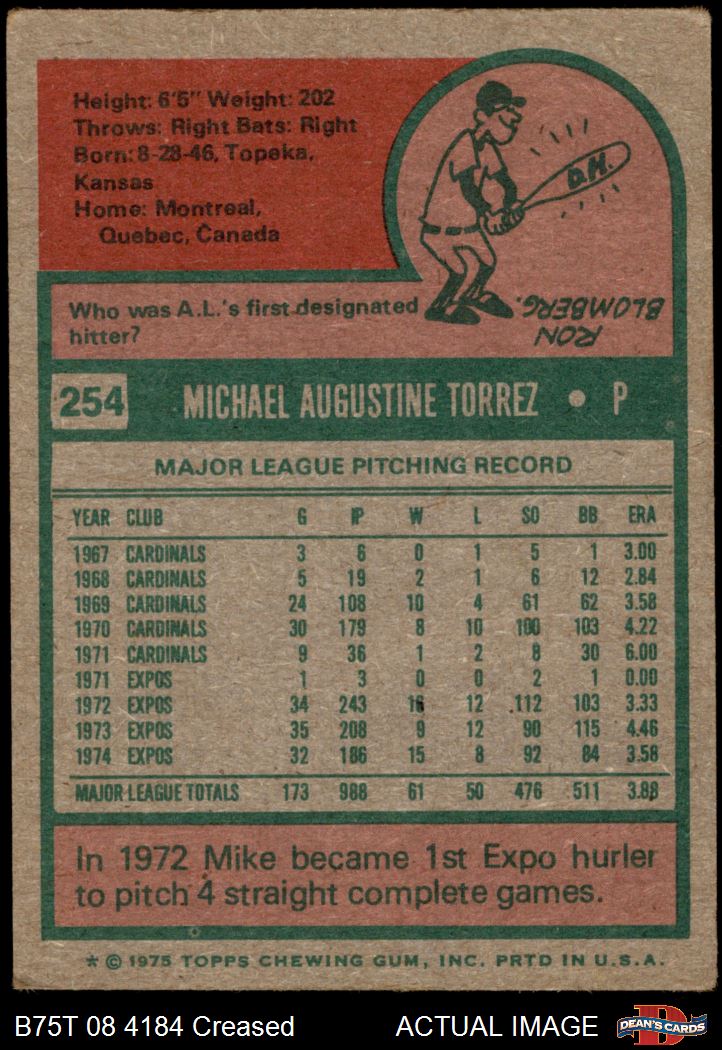 Height: 6'5" Weight: 202
Throws: Right Bats: Right
Born: 8-28-46, Topeka,
Kansas
Home: Montreal,
Quebec, Canada
D.H.
Who was A.L.'s first designated
hitter?
RON
BLOMBERG.
254 MICHAEL AUGUSTINE TORREZ • P
MAJOR LEAGUE PITCHING RECORD
YEAR CLUB G IP W L SO BB ERA
1967 CARDINALS 3 6 0 1 5 1 3.00
1968 CARDINALS 5 19 2 1 6 12 2.84
1969 CARDINALS 24 108 10 4 61 62 3.58
1970 CARDINALS 30 179 8 10 100 103 4.22
1971 CARDINALS 9 36 1 2 8 30 6.00
1971 EXPOS 1 3 0 0 2 1 0.00
1972 EXPOS 34 243 16 12 112 103 3.33
1973 EXPOS 35 208 9 12 90 115 4.46
1974 EXPOS 32 186 15 8 92 84 3.58
MAJOR LEAGUE TOTALS 173 988 61 50 476 511 3.88
In 1972 Mike became 1st Expo hurler
to pitch 4 straight complete games.
* © 1975 TOPPS CHEWING GUM, INC. PRTD IN U.S.A.
B75T 08 4184 Creased ACTUAL IMAGE DEAN'S CARDS